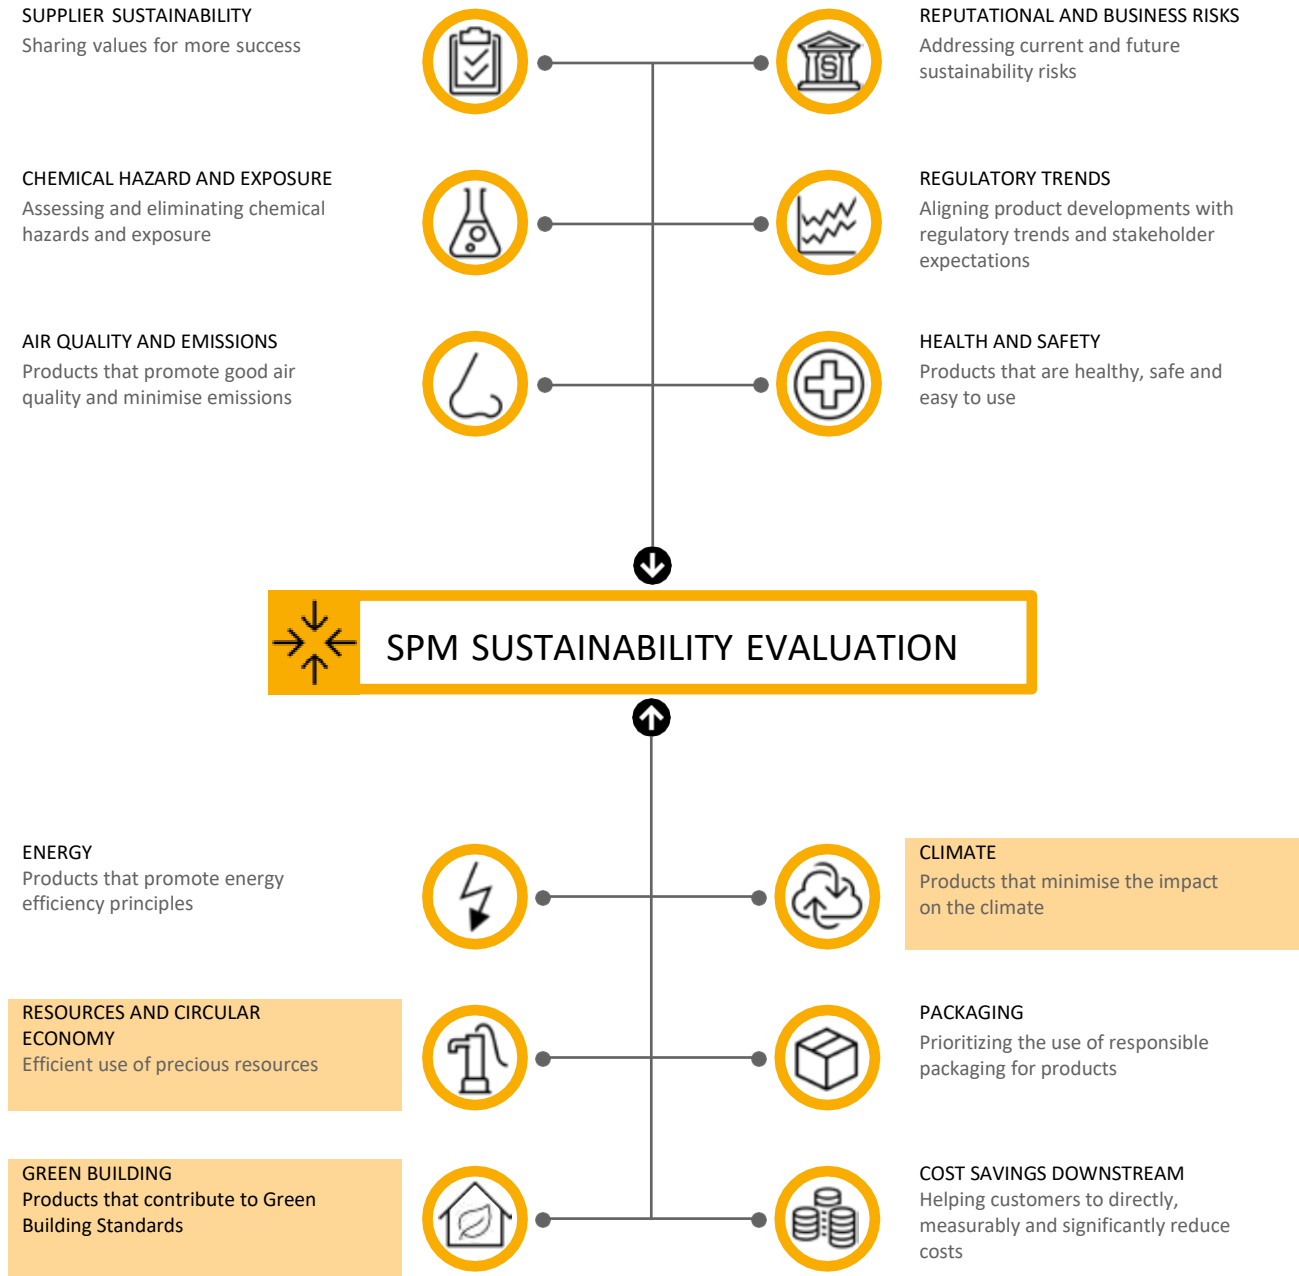 SUPPLIER SUSTAINABILITY
Sharing values for more success
REPUTATIONAL AND BUSINESS RISKS
Addressing current and future
sustainability risks
§
CHEMICAL HAZARD AND EXPOSURE
Assessing and eliminating chemical
hazards and exposure
REGULATORY TRENDS
Aligning product developments with
regulatory trends and stakeholder
expectations
AIR QUALITY AND EMISSIONS
Products that promote good air
quality and minimise emissions
HEALTH AND SAFETY
Products that are healthy, safe and
easy to use
SPM SUSTAINABILITY EVALUATION
ENERGY
Products that promote energy
efficiency principles
CLIMATE
Products that minimise the impact
on the climate
RESOURCES AND CIRCULAR
ECONOMY
Efficient use of precious resources
PACKAGING
Prioritizing the use of responsible
packaging for products
GREEN BUILDING
Products that contribute to Green
Building Standards
COST SAVINGS DOWNSTREAM
Helping customers to directly,
measurably and significantly reduce
costs